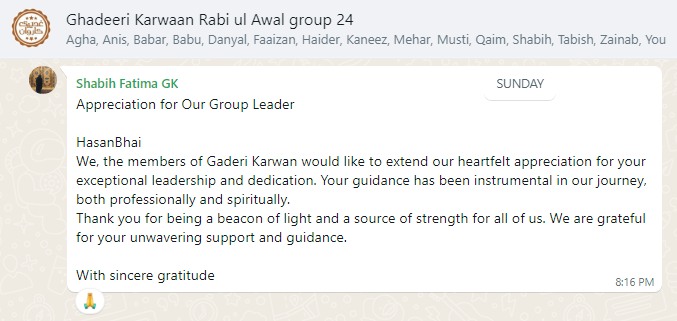 Ghadeeri Karwaan Rabi ul Awal group 24
Agha, Anis, Babar, Babu, Danyal, Faaizan, Haider, Kaneez, Mehar, Musti, Qaim, Shabih, Tabish, Zainab, You
Shabih Fatima GK
SUNDAY
Appreciation for Our Group Leader
HasanBhai
We, the members of Gaderi Karwan would like to extend our heartfelt appreciation for your
exceptional leadership and dedication. Your guidance has been instrumental in our journey,
both professionally and spiritually.
Thank you for being a beacon of light and a source of strength for all of us. We are grateful
for your unwavering support and guidance.
With sincere gratitude
8:16 PM